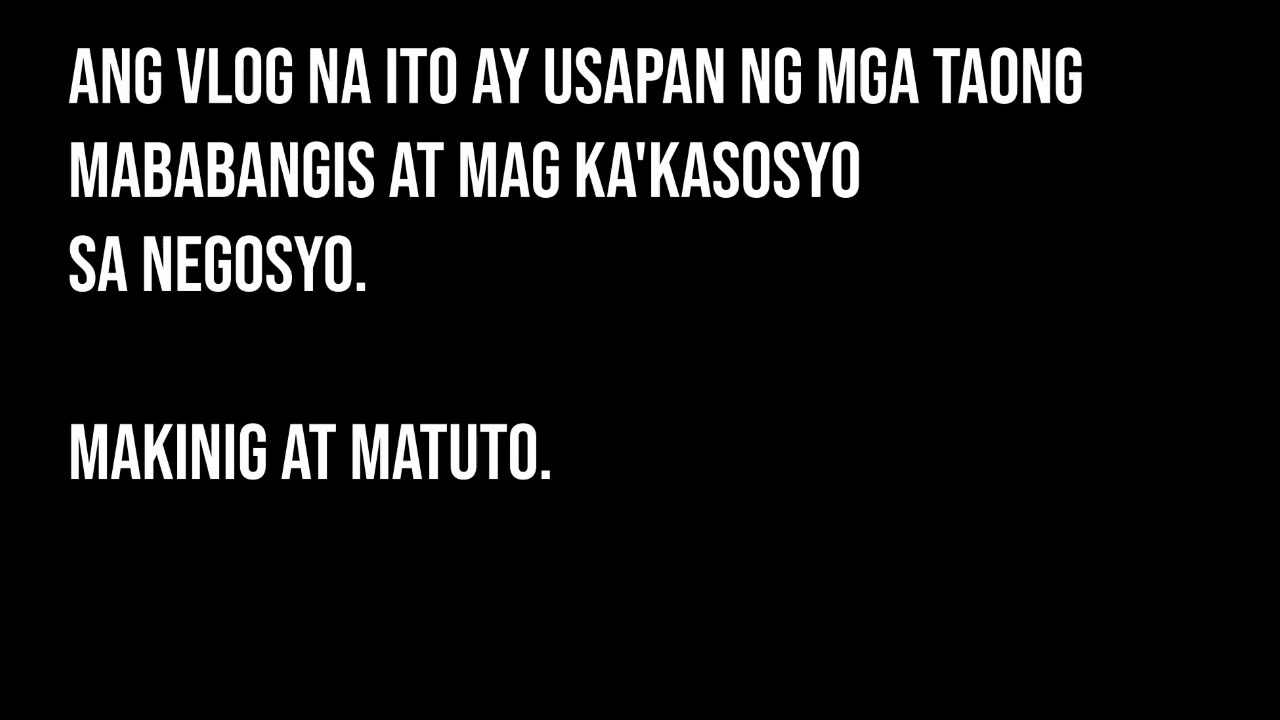 ANG VLOG NA ITO AY USAPAN NG MGA TAONG
MABABANGIS AT MAG KA'KASOSYO
SA NEGOSYO.
MAKINIG AT MATUTO.